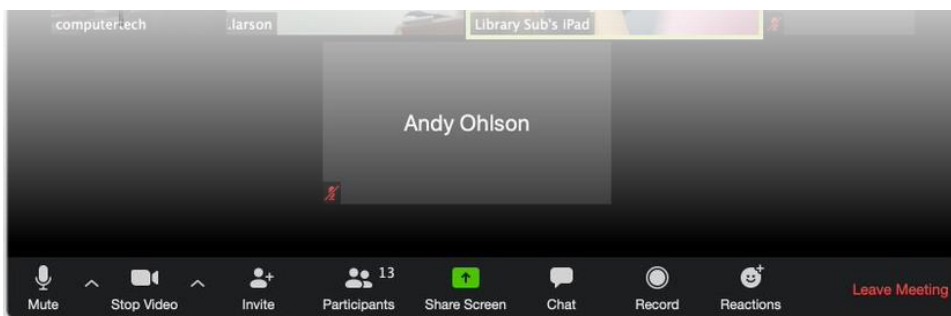 computertech
.larson
Library Sub's iPad
Andy Ohlson
13
Mute
Stop Video
Invite
Participants
Share Screen
Chat
Record
Reactions
Leave Meeting